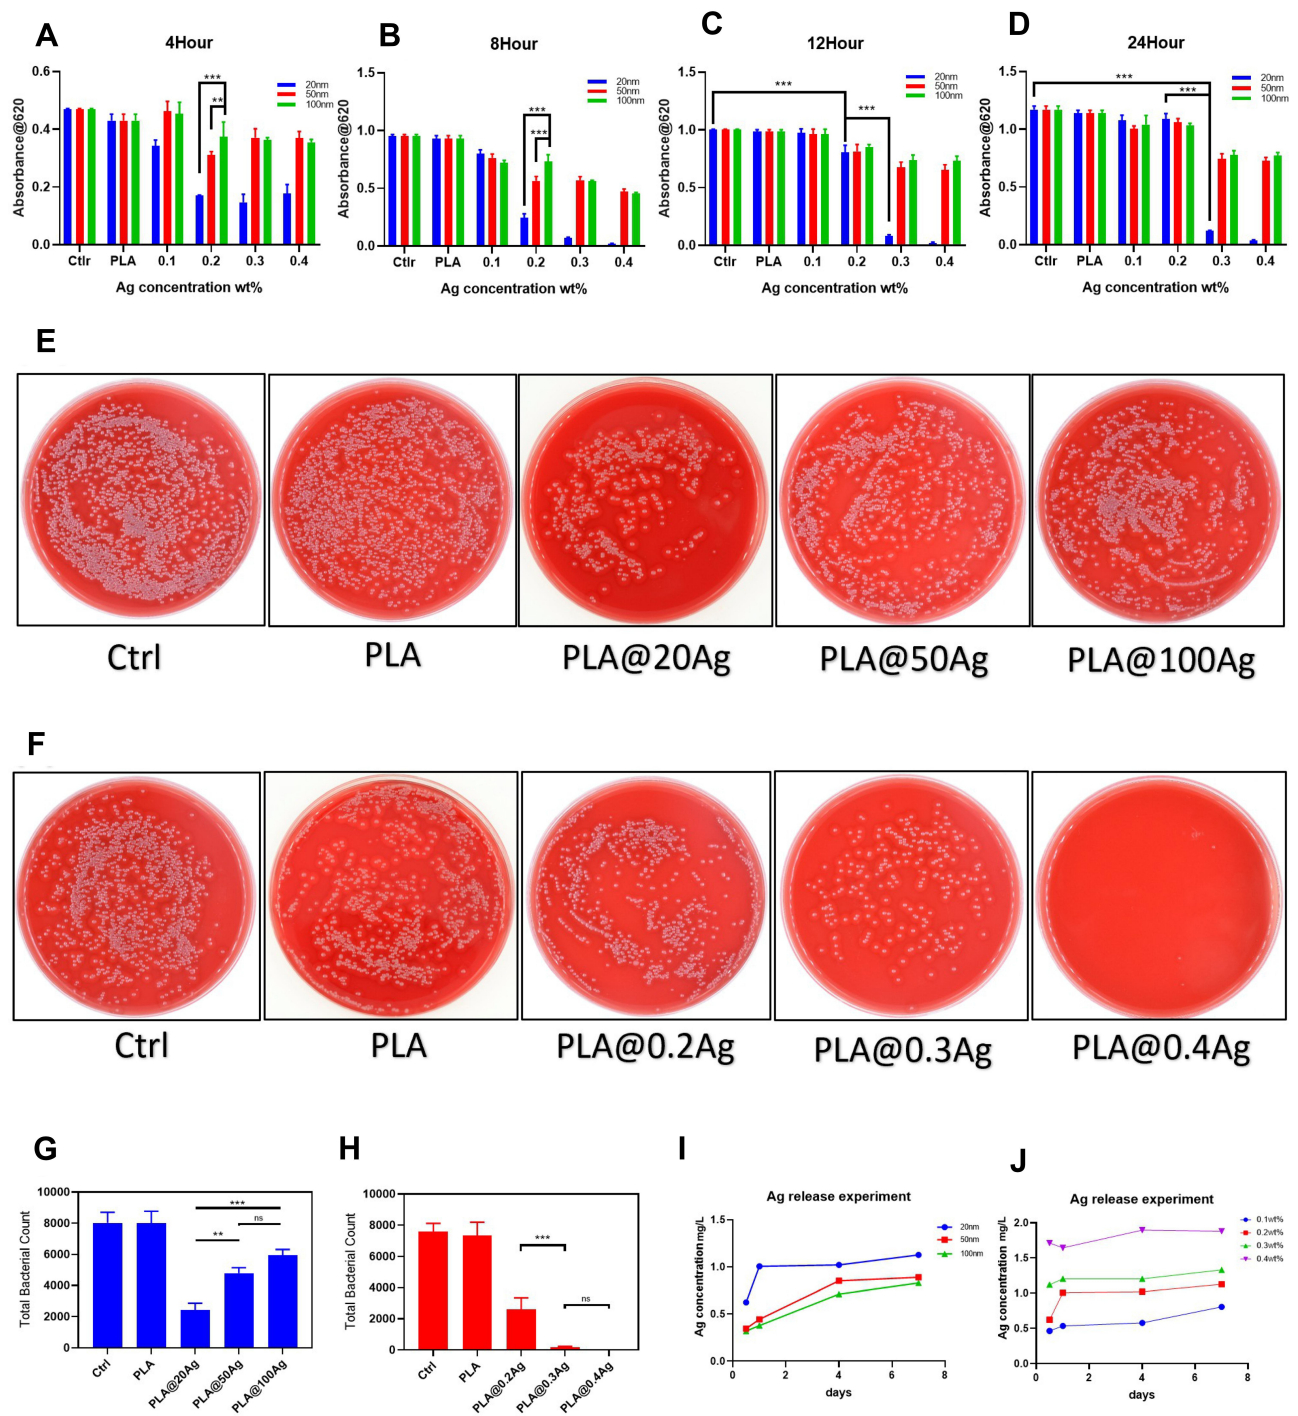 A
4Hour
Absorbance@620
0.6
0.4
0.2
0.0
***
**
20nm
50nm
100nm
Ctlr PLA 0.1 0.2 0.3 0.4
Ag concentration wt%
B
8Hour
Absorbance@620
1.5
1.0
0.5
0.0
***
***
20nm
50nm
100nm
Ctlr PLA 0.1 0.2 0.3 0.4
Ag concentration wt%
C
12Hour
Absorbance@620
1.5
1.0
0.5
0.0
***
***
20nm
50nm
100nm
Ctlr PLA 0.1 0.2 0.3 0.4
Ag concentration wt%
D
24Hour
Absorbance@620
1.5
1.0
0.5
0.0
***
***
20nm
50nm
100nm
Ctlr PLA 0.1 0.2 0.3 0.4
Ag concentration wt%
E
Ctrl PLA PLA@20Ag PLA@50Ag PLA@100Ag
F
Ctrl PLA PLA@0.2Ag PLA@0.3Ag PLA@0.4Ag
G
Total Bacterial Count
10000
8000
6000
4000
2000
0
***
ns
**
Ctrl PLA PLA@20Ag PLA@50Ag PLA@100Ag
H
Total Bacterial Count
10000
8000
6000
4000
2000
0
***
ns
Ctrl PLA PLA@0.2Ag PLA@0.3Ag PLA@0.4Ag
I
Ag release experiment
Ag concentration mg/L
1.5
1.0
0.5
0.0
20nm
50nm
100nm
0 2 4 6 8
days
J
Ag release experiment
Ag concentration mg/L
2.0
1.5
1.0
0.5
0.0
0.1wt%
0.2wt%
0.3wt%
0.4wt%
0 2 4 6 8
days